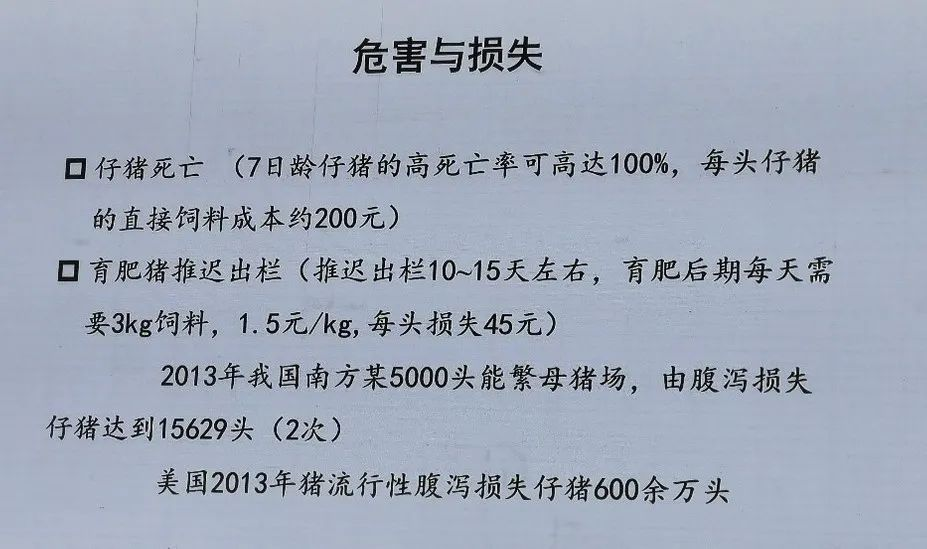 危害与损失
仔猪死亡 （7日龄仔猪的高死亡率可高达100%，每头仔猪
的直接饲料成本约200元）
育肥猪推迟出栏（推迟出栏10~15天左右，育肥后期每天需
要3kg饲料，1.5元/kg,每头损失45元）
2013年我国南方某5000头能繁母猪场，由腹泻损失
仔猪达到15629头（2次）
美国2013年猪流行性腹泻损失仔猪600余万头